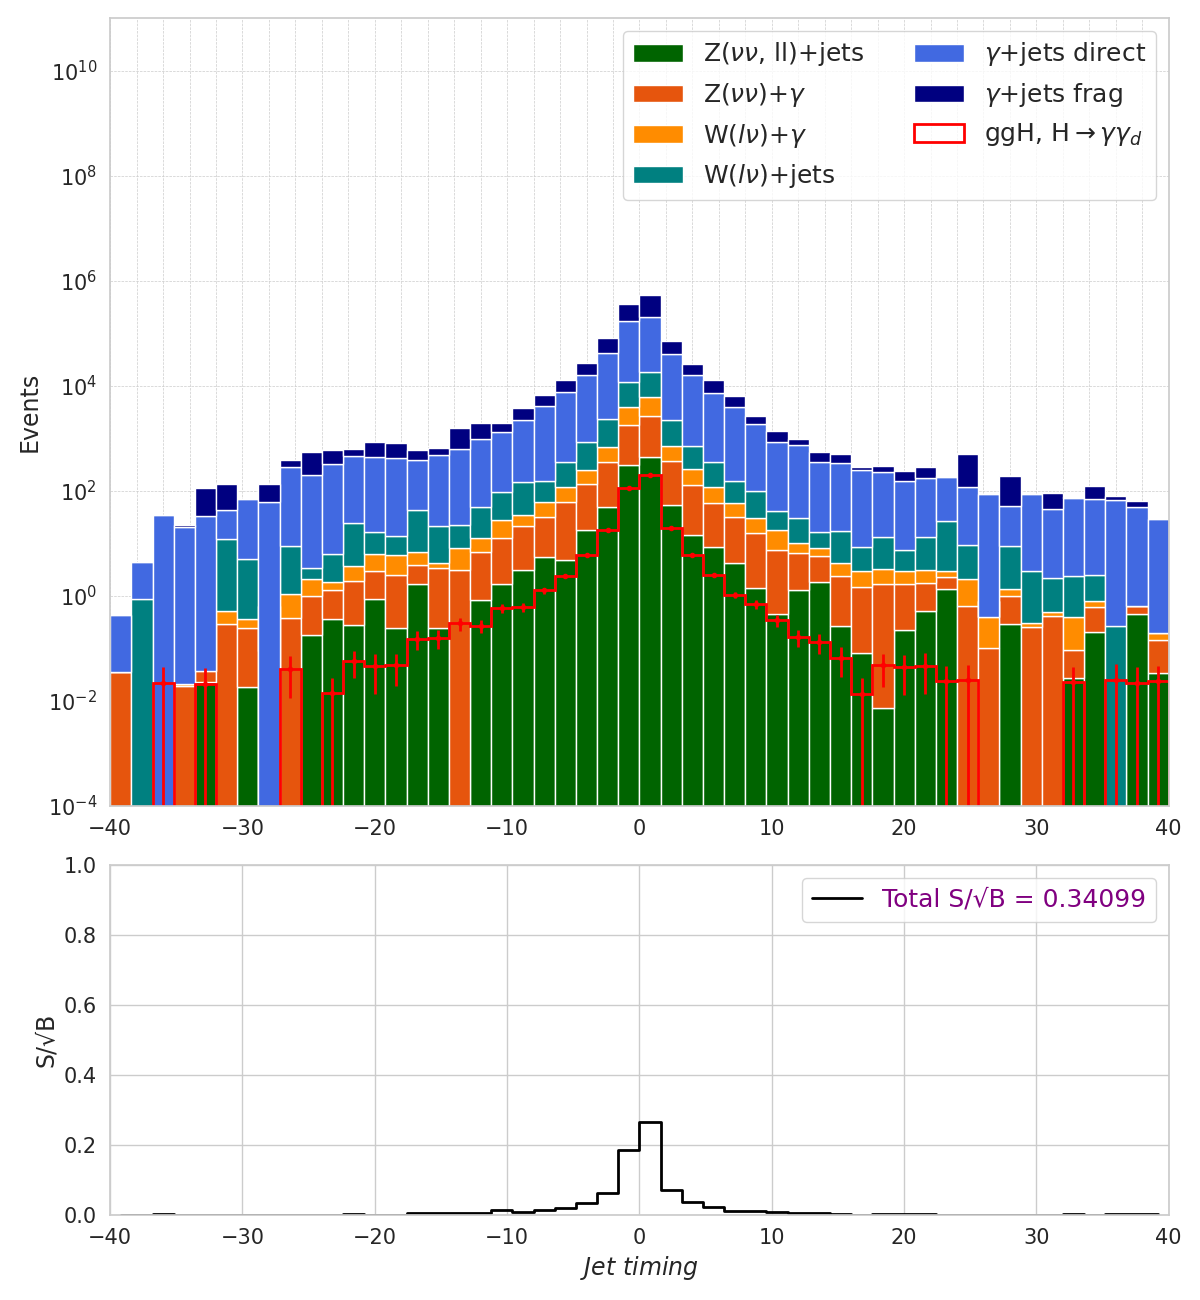 Z(νν, ll)+jets
Z(νν)+γ
W(lν)+γ
W(lν)+jets
γ+jets direct
γ+jets frag
ggH, H→γγ_d
Events
10^10
10^8
10^6
10^4
10^2
10^0
10^−2
10^−4
−40 −30 −20 −10 0 10 20 30 40
Total S/√B = 0.34099
S/√B
1.0
0.8
0.6
0.4
0.2
0.0
−40 −30 −20 −10 0 10 20 30 40
Jet timing